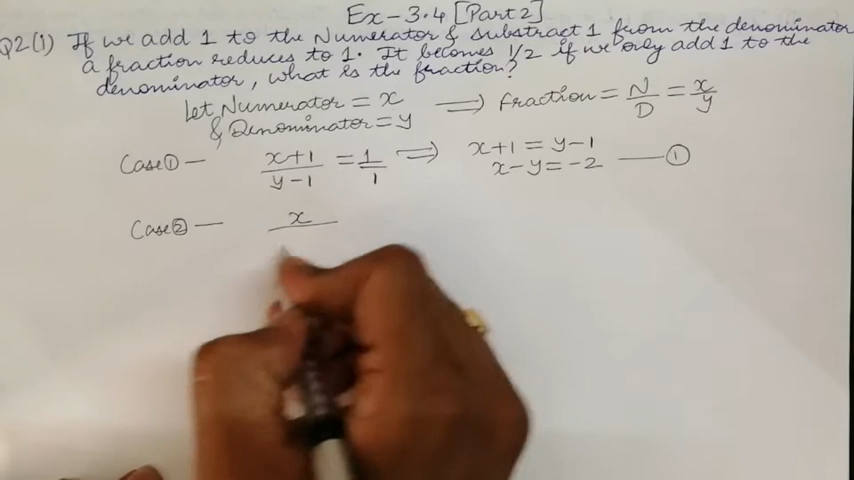 Ex-3.4 [Part 2]
Q2(1) If we add 1 to the Numerator & substract 1 from the denominator
a fraction reduces to 1. It becomes 1/2 if we only add 1 to the
denominator, what is the fraction?
Let Numerator = x ⟹ fraction = N/D = x/y
& Denominator = y
Case① — x+1/y-1 = 1/1 ⟹ x+1 = y-1
x-y = -2 —— ①
Case② — x